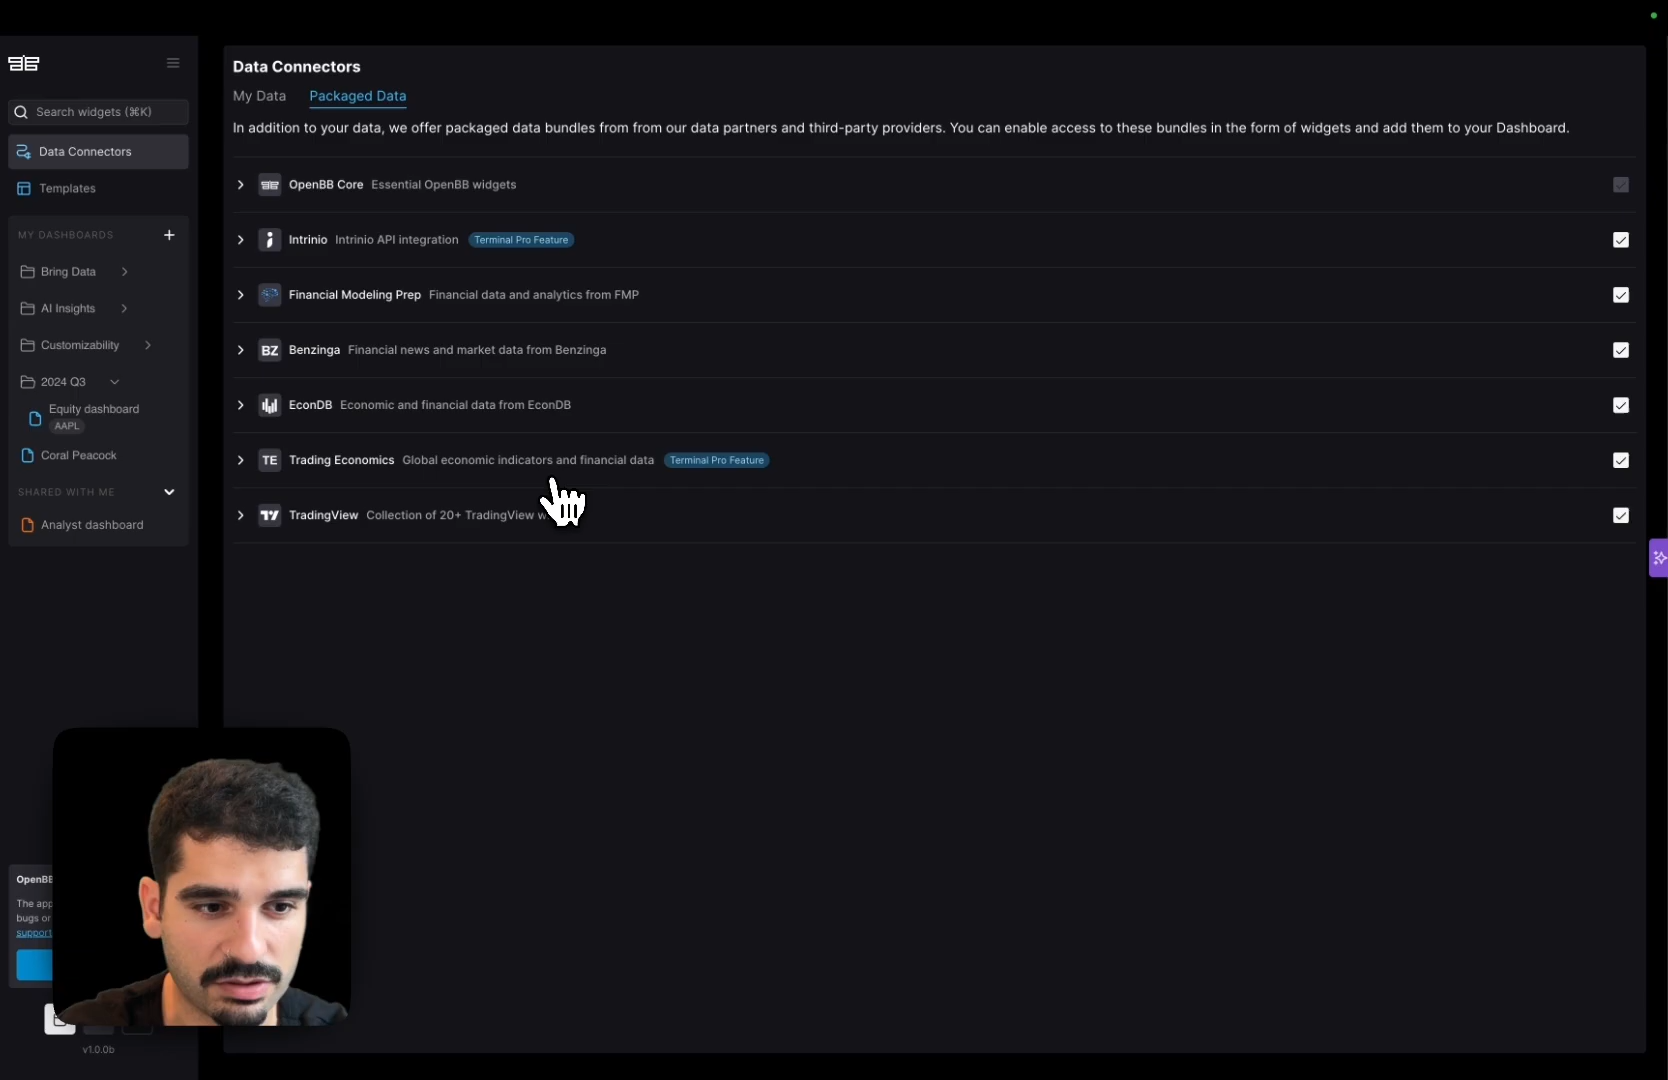 Search widgets (⌘K)
Data Connectors
Templates
MY DASHBOARDS
Bring Data
AI Insights
Customizability
2024 Q3
Equity dashboard
AAPL
Coral Peacock
SHARED WITH ME
Analyst dashboard
OpenBB
The app
bugs or
support
v1.0.0b
Data Connectors
My Data Packaged Data
In addition to your data, we offer packaged data bundles from from our data partners and third-party providers. You can enable access to these bundles in the form of widgets and add them to your Dashboard.
OpenBB Core Essential OpenBB widgets
Intrinio Intrinio API integration Terminal Pro Feature
Financial Modeling Prep Financial data and analytics from FMP
BZ Benzinga Financial news and market data from Benzinga
EconDB Economic and financial data from EconDB
TE Trading Economics Global economic indicators and financial data Terminal Pro Feature
TradingView Collection of 20+ TradingView